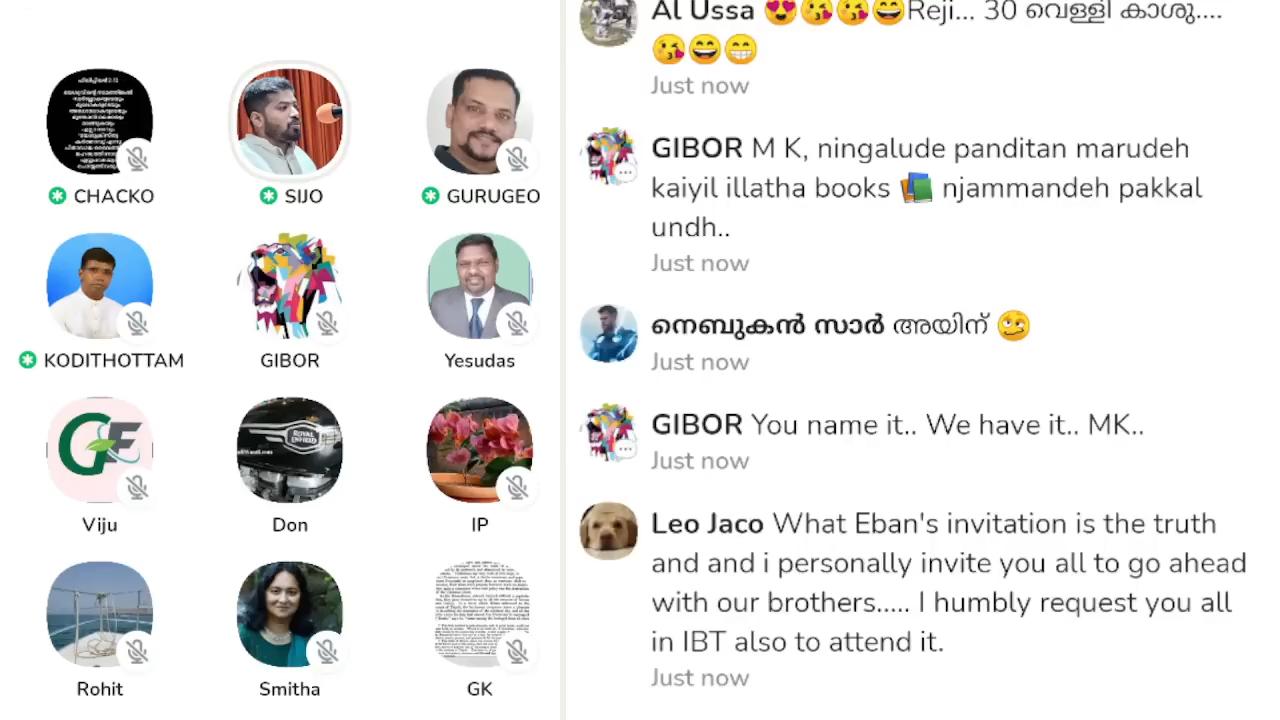 CHACKO
SIJO
GURUGEO
KODITHOTTAM
GIBOR
Yesudas
ROYAL
ENFIELD
Viju
Don
IP
Rohit
Smitha
GK
Al Ussa 😍😘😘😄Reji... 30 വെള്ളി കാശു....
😘😄😁
Just now
GIBOR M K, ningalude panditan marudeh
kaiyil illatha books 📚 njammandeh pakkal
undh..
Just now
നെബുകൻ സാർ അയിന് 🥴
Just now
GIBOR You name it.. We have it.. MK..
Just now
Leo Jaco What Eban's invitation is the truth
and and i personally invite you all to go ahead
with our brothers..... I humbly request you all
in IBT also to attend it.
Just now